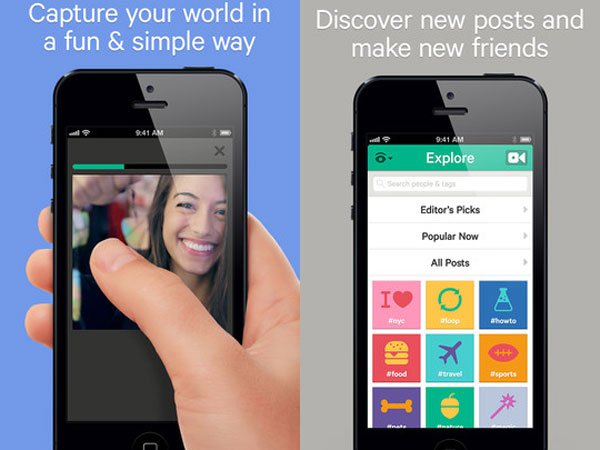 Capture your world in
a fun & simple way
9:41 AM
Discover new posts and
make new friends
9:41 AM
Explore
Search people & tags
Editor's Picks
Popular Now
All Posts
I
#nyc
#loop
#howto
#food
#travel
#sports
#pets
#nature
#magic